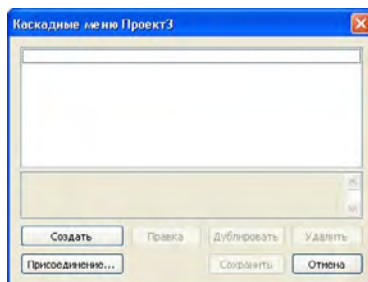 Каскадные меню Проект3
Создать Правка Дублировать Удалить
Присоединение... Сохранить Отмена